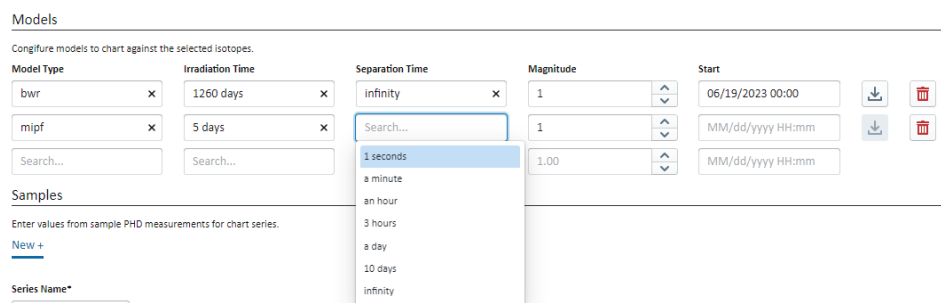 Models
Congifure models to chart against the selected isotopes.
Model Type Irradiation Time Separation Time Magnitude Start
bwr × 1260 days × infinity × 1 06/19/2023 00:00
mipf × 5 days × Search... 1 MM/dd/yyyy HH:mm
Search... Search... 1.00 MM/dd/yyyy HH:mm
1 seconds
a minute
an hour
3 hours
a day
10 days
infinity
Samples
Enter values from sample PHD measurements for chart series.
New +
Series Name*